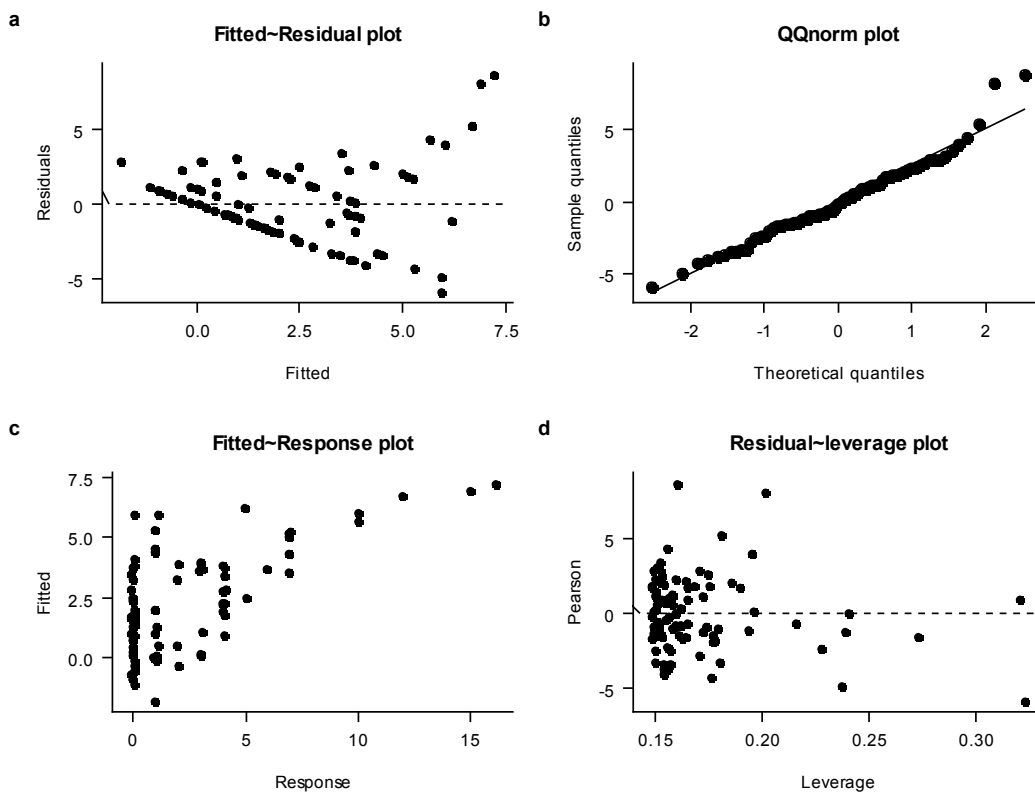 a
Fitted~Residual plot
Residuals
5
0
-5
0.0 2.5 5.0 7.5
Fitted
b
QQnorm plot
Sample quantiles
5
0
-5
-2 -1 0 1 2
Theoretical quantiles
c
Fitted~Response plot
Fitted
7.5
5.0
2.5
0.0
0 5 10 15
Response
d
Residual~leverage plot
Pearson
5
0
-5
0.15 0.20 0.25 0.30
Leverage